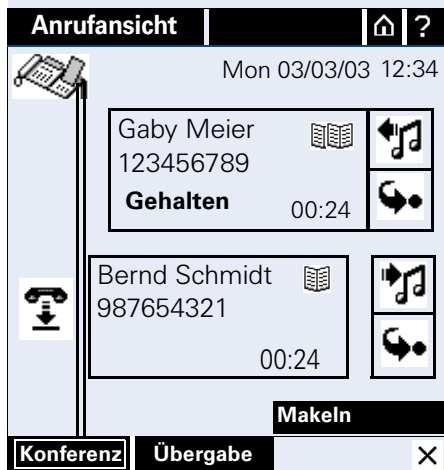 Anrufansicht ?
Mon 03/03/03 12:34
Gaby Meier
123456789
Gehalten 00:24
Bernd Schmidt
987654321
00:24
Makeln
Konferenz Übergabe